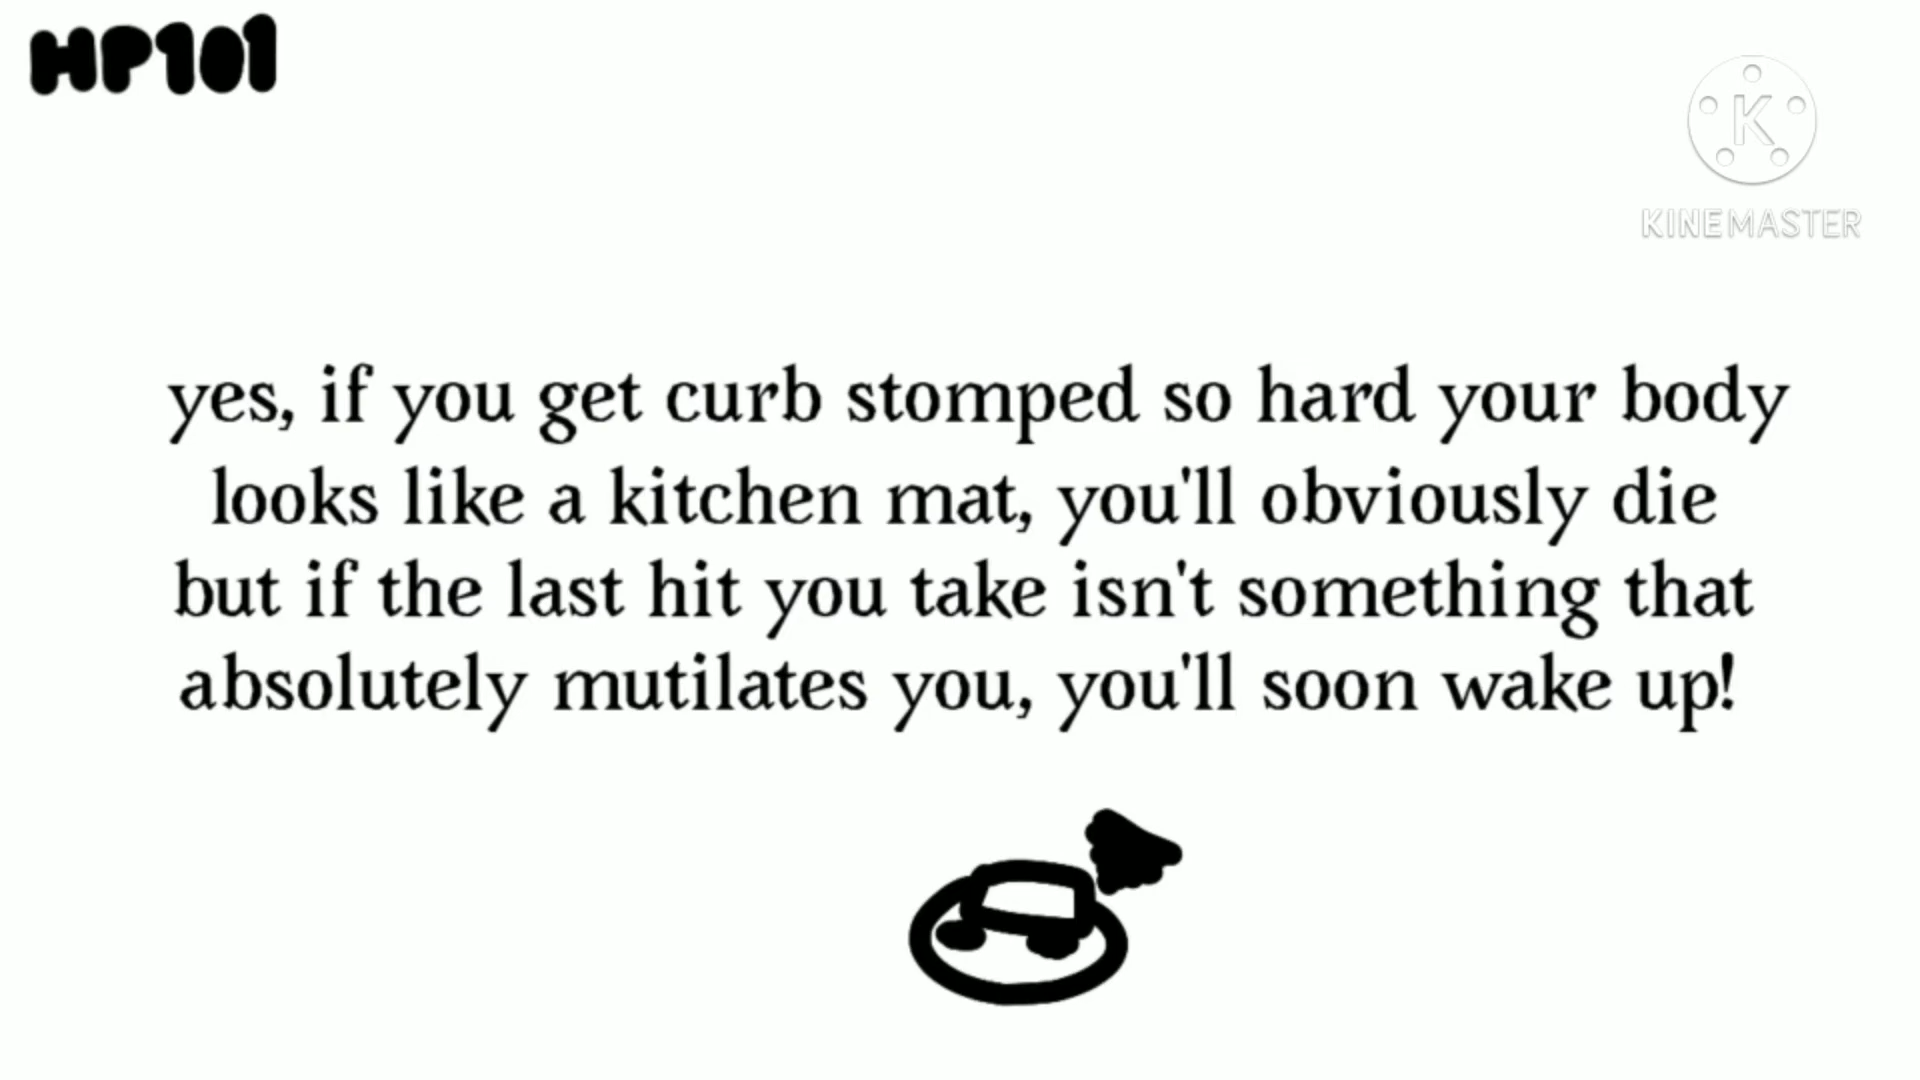 HP101
K
KINEMASTER
yes, if you get curb stomped so hard your body
looks like a kitchen mat, you'll obviously die
but if the last hit you take isn't something that
absolutely mutilates you, you'll soon wake up!